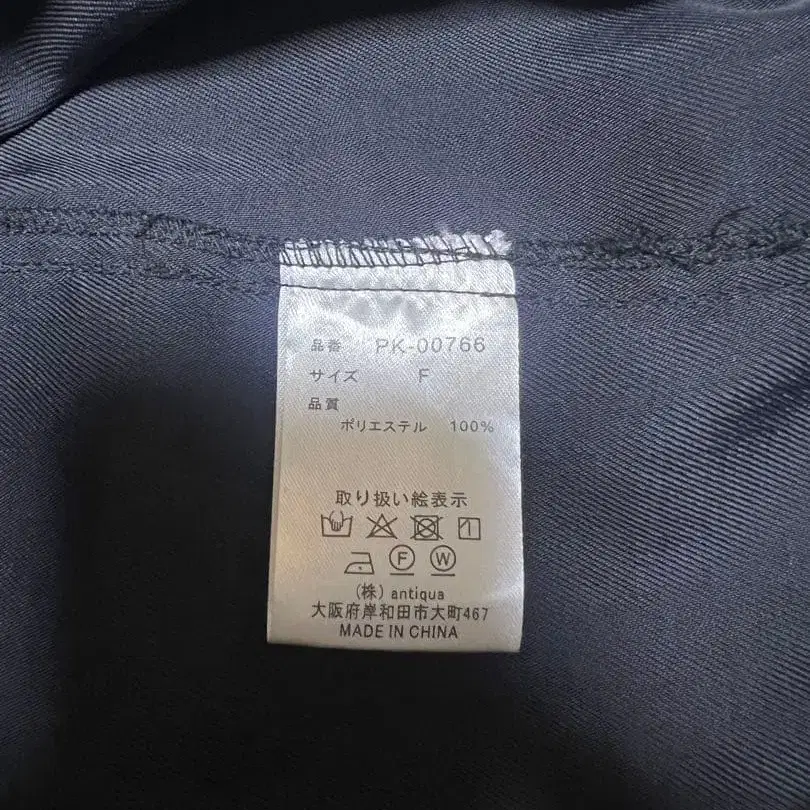 品番 PK-00766
サイズ F
品質
ポリエステル 100%
取り扱い絵表示
F W
(株) antiqua
大阪府岸和田市大町467
MADE IN CHINA